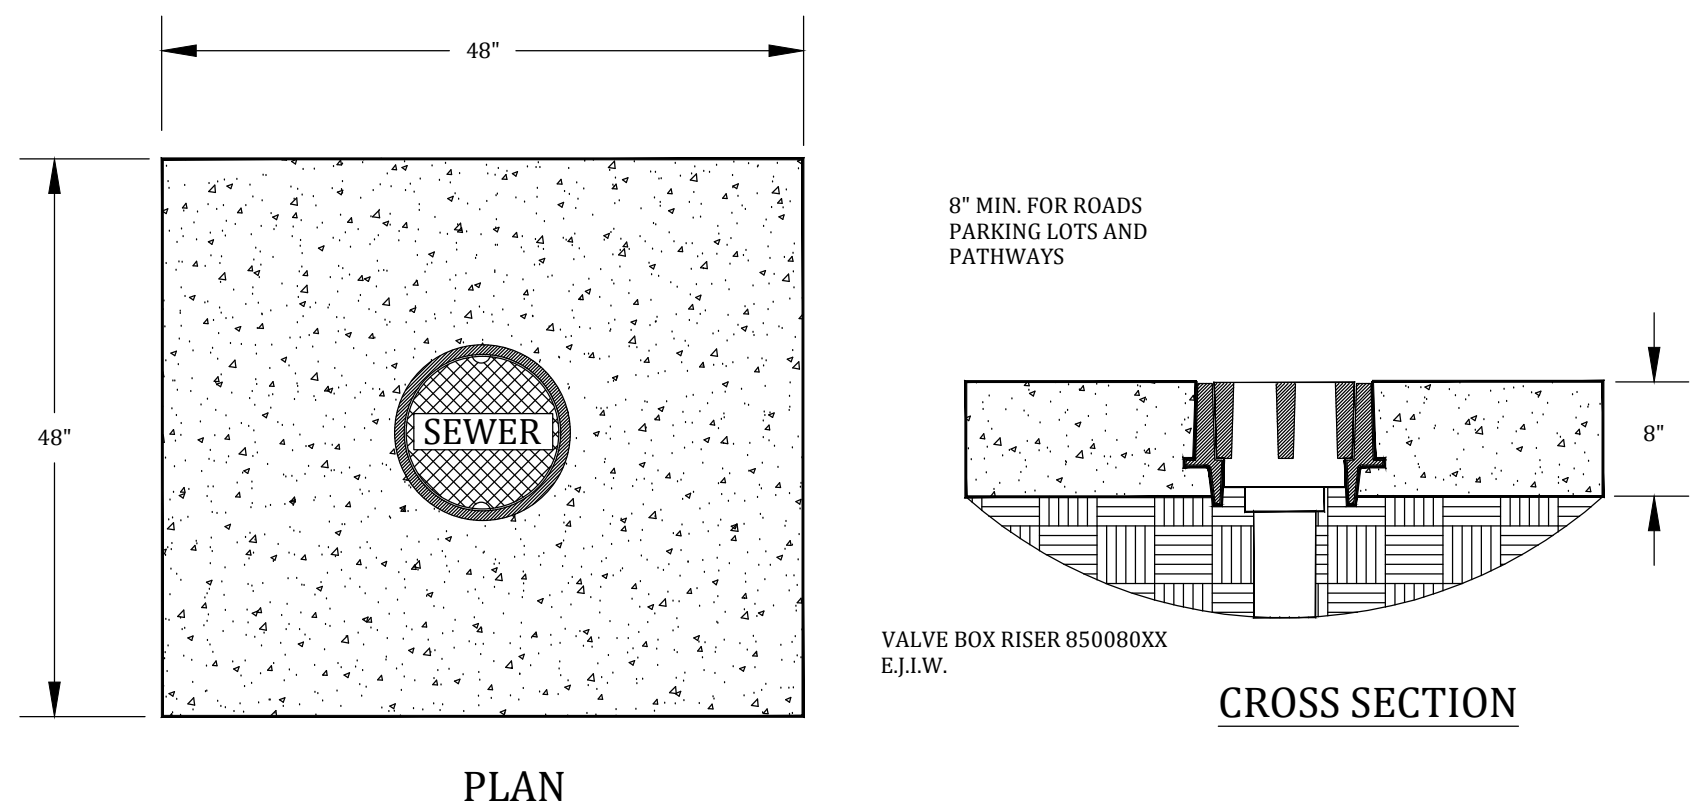 48"
48"
SEWER
PLAN
8" MIN. FOR ROADS
PARKING LOTS AND
PATHWAYS
8"
VALVE BOX RISER 850080XX
E.J.I.W.
CROSS SECTION